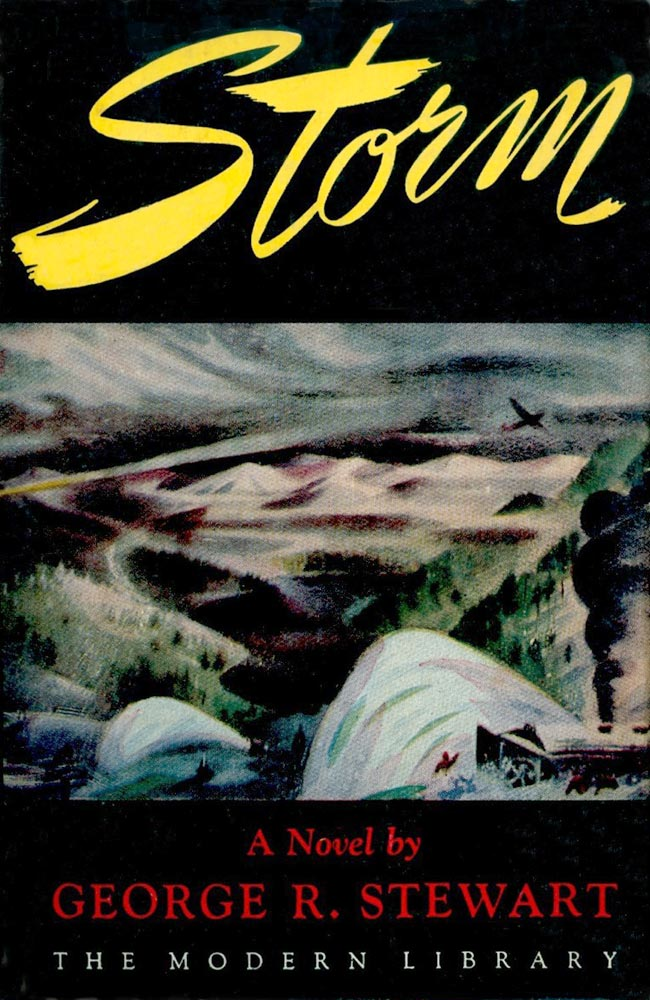 Storm
A Novel by
GEORGE R. STEWART
THE MODERN LIBRARY